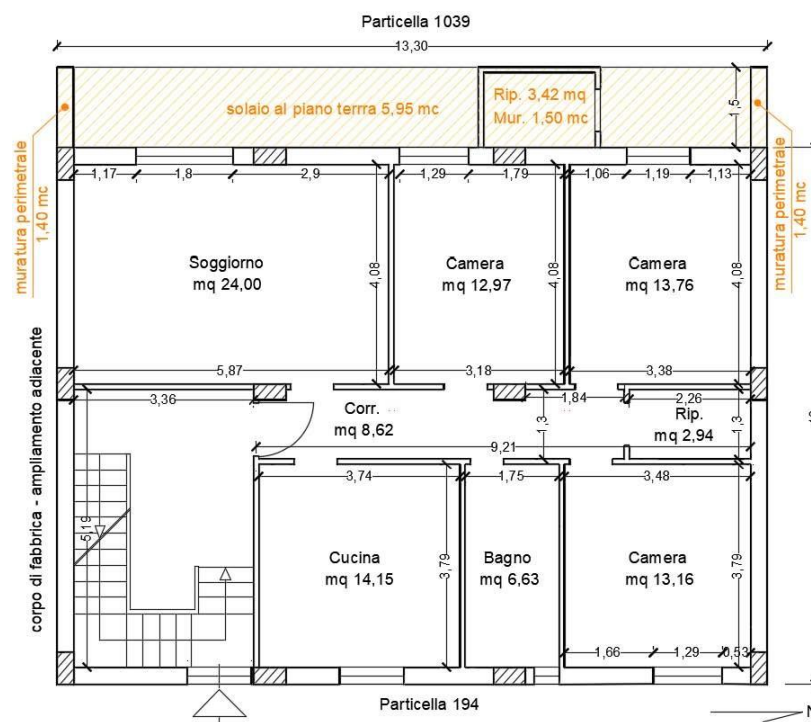 Particella 1039
13,30
solaio al piano terrra 5,95 mc
Rip. 3,42 mq
Mur. 1,50 mc
1,5
muratura perimetrale
1,40 mc
muratura perimetrale
1,40 mc
1,17
1,8
2,9
1,29
1,79
1,06
1,19
1,13
Soggiorno
mq 24,00
4,08
Camera
mq 12,97
4,08
Camera
mq 13,76
4,08
5,87
3,18
3,38
corpo di fabbrica - ampliamento adiacente
3,36
Corr.
mq 8,62
1,3
1,84
2,26
Rip.
mq 2,94
1,3
9,21
3,74
1,75
3,48
5,19
Cucina
mq 14,15
3,79
Bagno
mq 6,63
Camera
mq 13,16
3,79
1,66
1,29
0,53
Particella 194
N